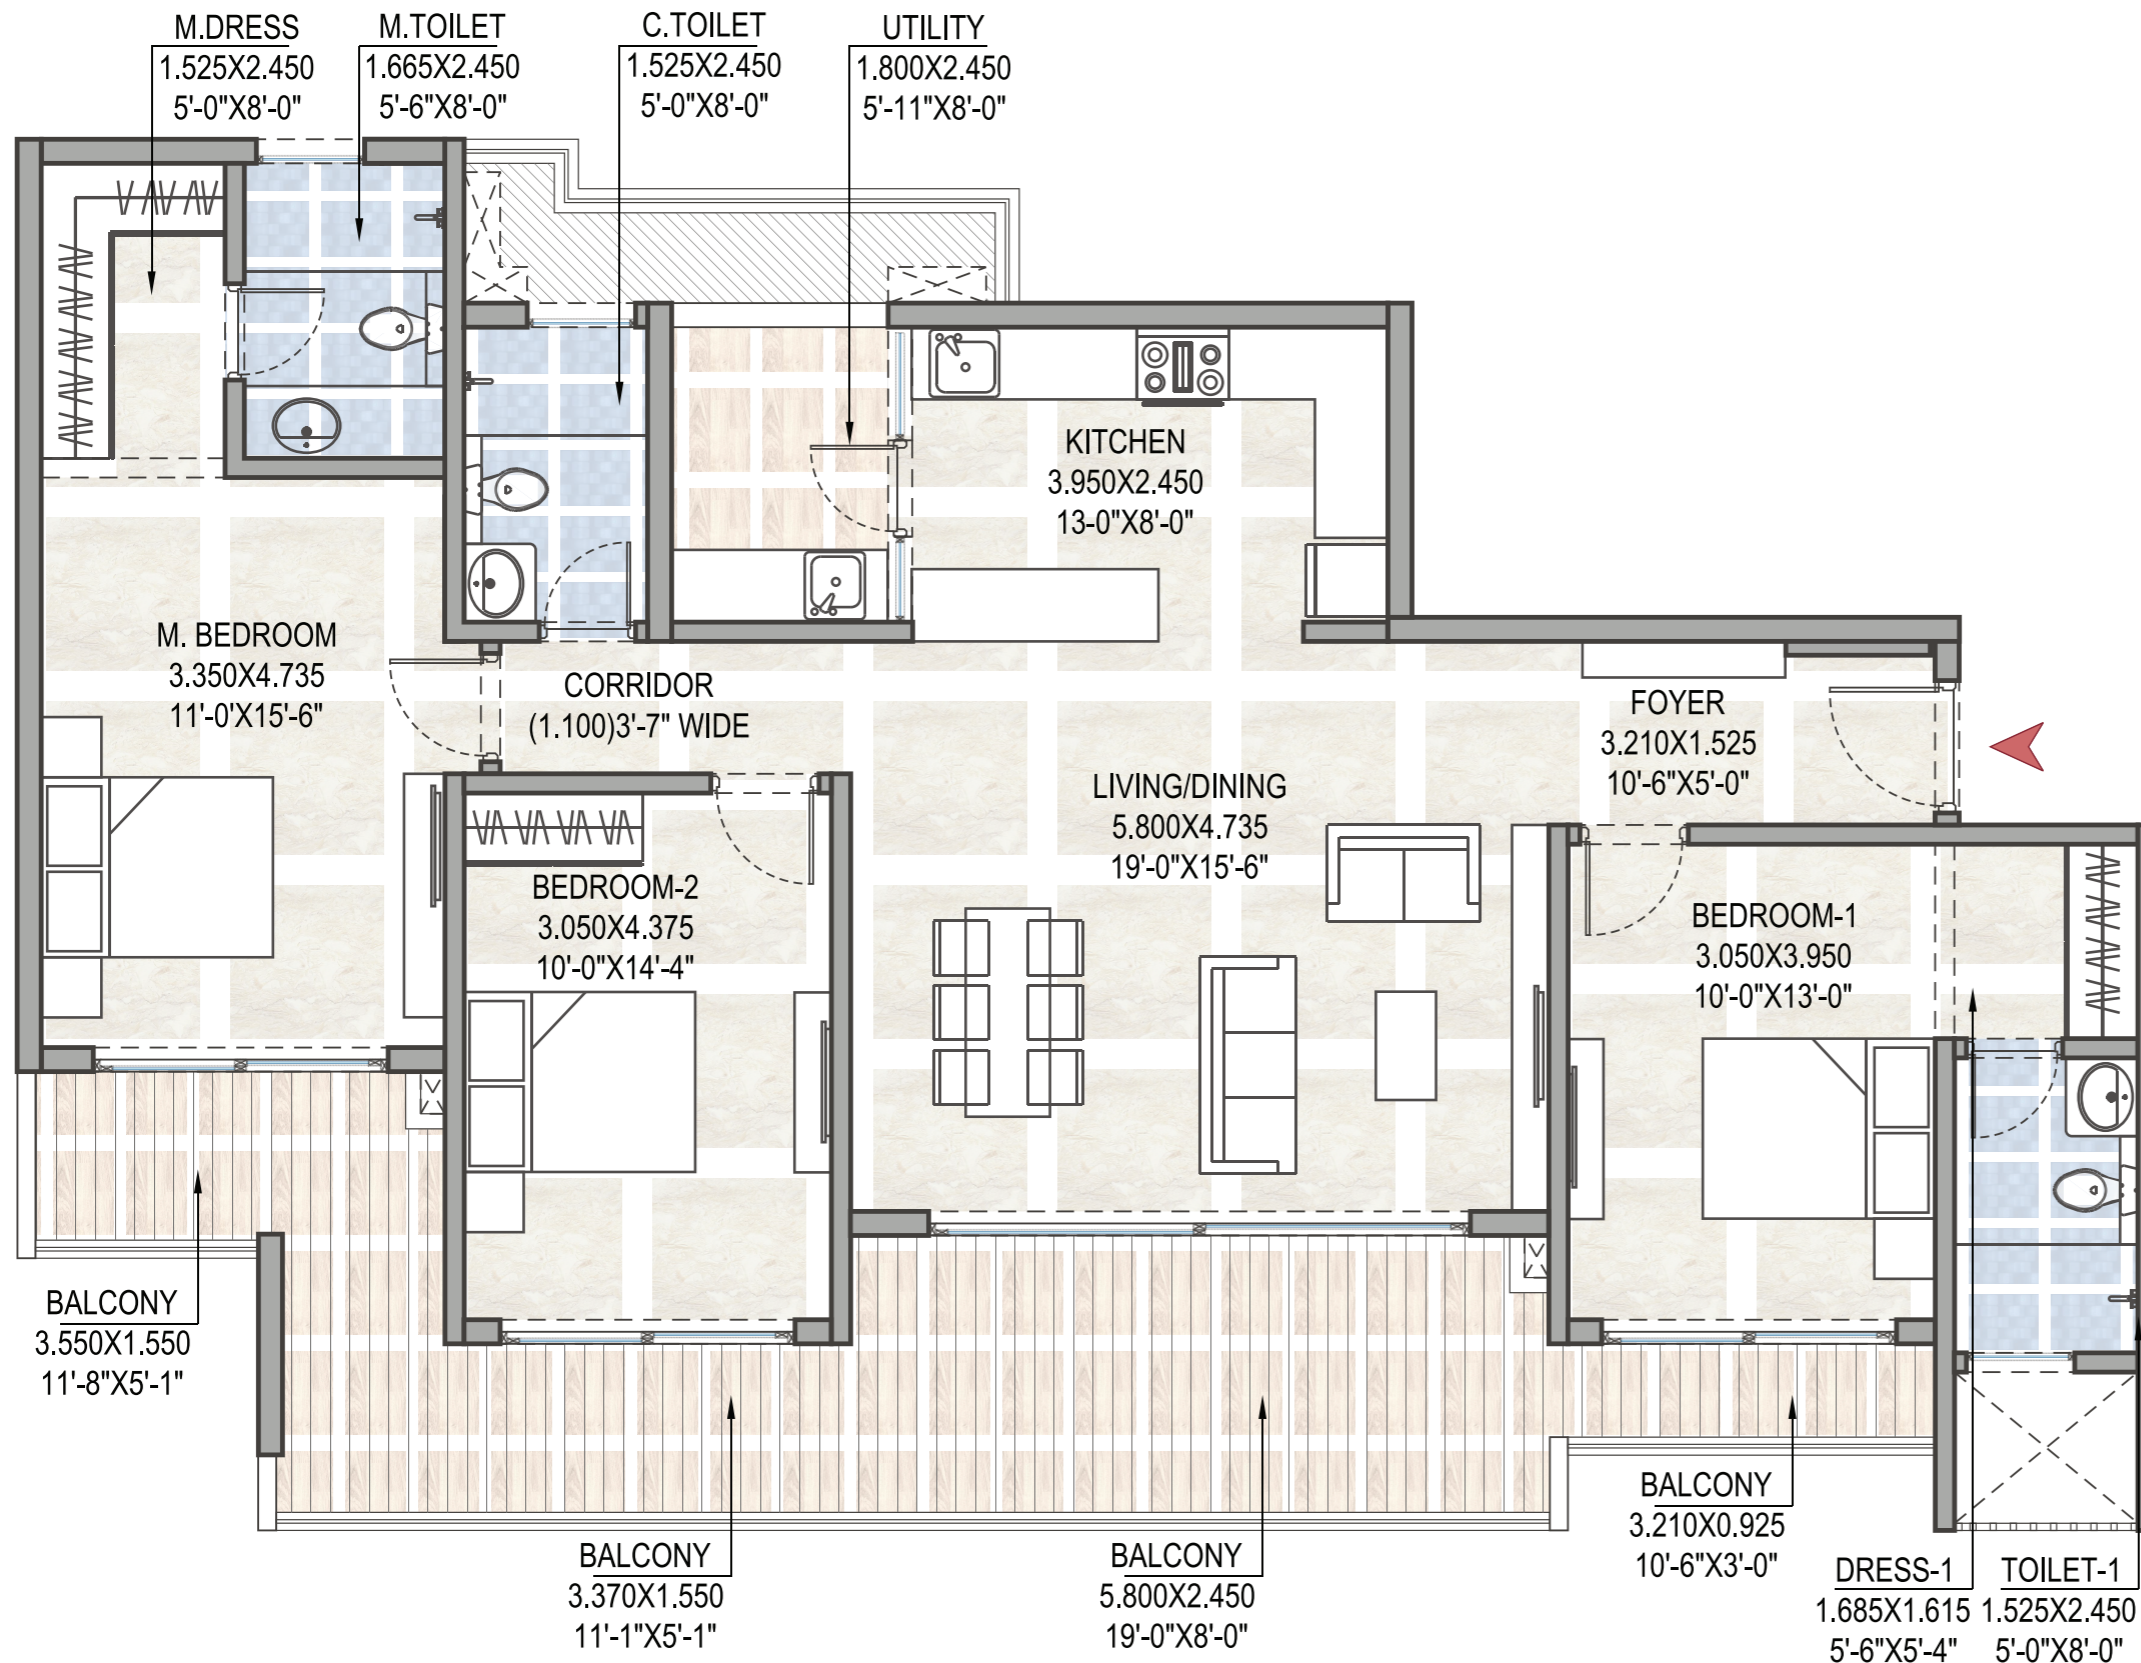 M.DRESS
1.525X2.450
5'-0"X8'-0"
M.TOILET
1.665X2.450
5'-6"X8'-0"
C.TOILET
1.525X2.450
5'-0"X8'-0"
UTILITY
1.800X2.450
5'-11"X8'-0"
KITCHEN
3.950X2.450
13-0"X8'-0"
M. BEDROOM
3.350X4.735
11'-0'X15'-6"
CORRIDOR
(1.100)3'-7" WIDE
FOYER
3.210X1.525
10'-6"X5'-0"
LIVING/DINING
5.800X4.735
19'-0"X15'-6"
BEDROOM-2
3.050X4.375
10'-0"X14'-4"
BEDROOM-1
3.050X3.950
10'-0"X13'-0"
BALCONY
3.550X1.550
11'-8"X5'-1"
BALCONY
3.370X1.550
11'-1"X5'-1"
BALCONY
5.800X2.450
19'-0"X8'-0"
BALCONY
3.210X0.925
10'-6"X3'-0"
DRESS-1
1.685X1.615
5'-6"X5'-4"
TOILET-1
1.525X2.450
5'-0"X8'-0"